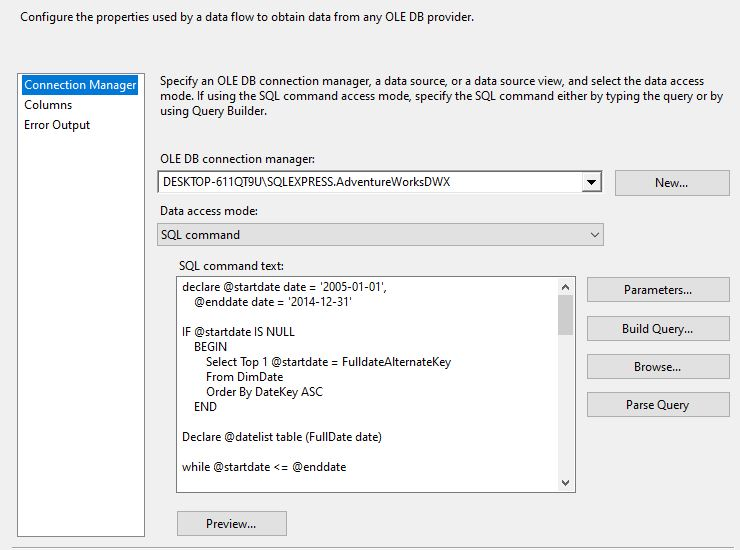 Configure the properties used by a data flow to obtain data from any OLE DB provider.
Connection Manager
Columns
Error Output
Specify an OLE DB connection manager, a data source, or a data source view, and select the data access
mode. If using the SQL command access mode, specify the SQL command either by typing the query or by
using Query Builder.
OLE DB connection manager:
DESKTOP-611QT9U\SQLEXPRESS.AdventureWorksDWX
New...
Data access mode:
SQL command
SQL command text:
declare @startdate date = '2005-01-01',
@enddate date = '2014-12-31'
IF @startdate IS NULL
BEGIN
Select Top 1 @startdate = FulldateAlternateKey
From DimDate
Order By DateKey ASC
END
Declare @datelist table (FullDate date)
while @startdate <= @enddate
Parameters...
Build Query...
Browse...
Parse Query
Preview...